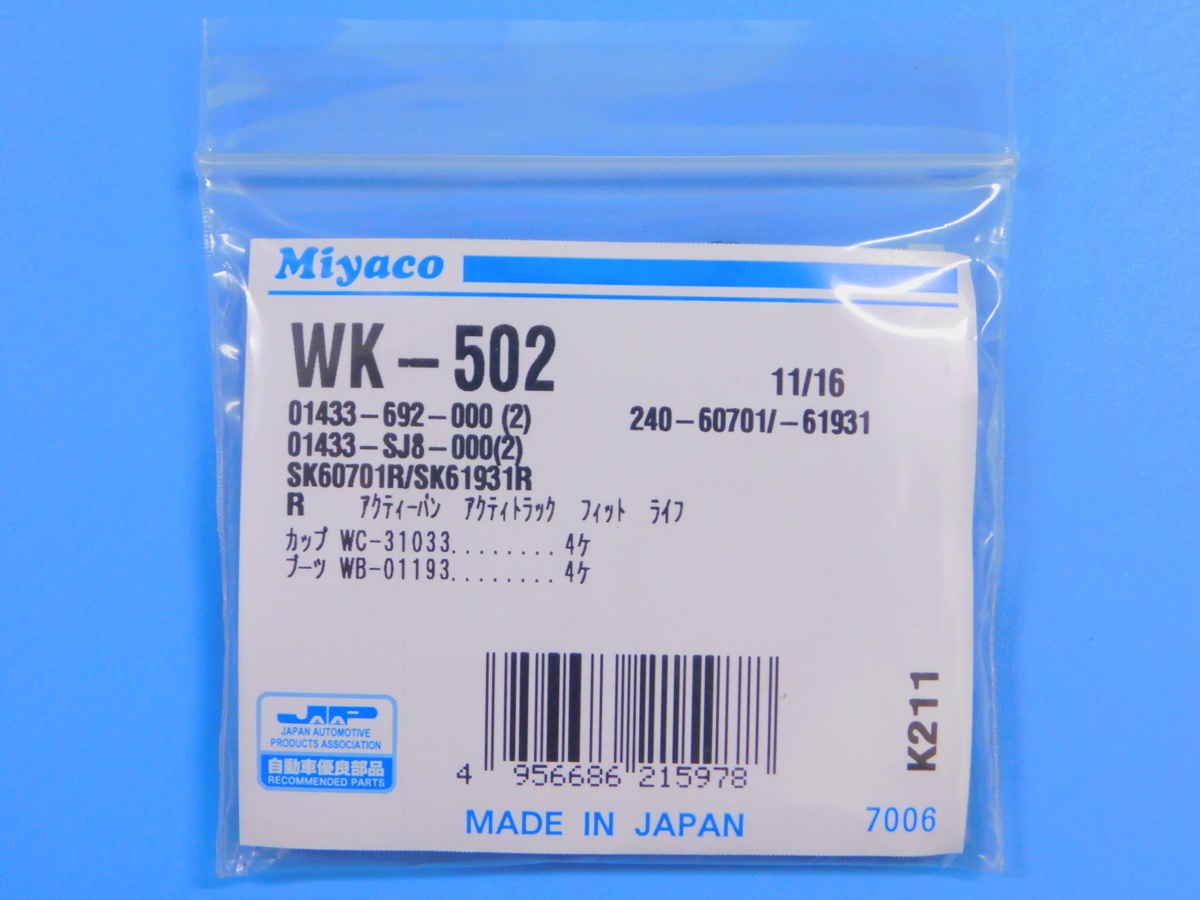 Miyaco
WK-502
11/16
01433-692-000 (2) 240-60701/-61931
01433-SJ8-000(2)
SK60701R/SK61931R
R ｱｸﾃｨｰﾊﾞﾝ ｱｸﾃｨﾄﾗｯｸ ﾌｨｯﾄ ﾗｲﾌ
ｶｯﾌﾟ WC-31033........ 4ｹ
ﾌﾞｰﾂ WB-01193........ 4ｹ
K211
JAPAN AUTOMOTIVE
PRODUCTS ASSOCIATION
自動車優良部品
RECOMMENDED PARTS
4 956686 215978
MADE IN JAPAN
7006